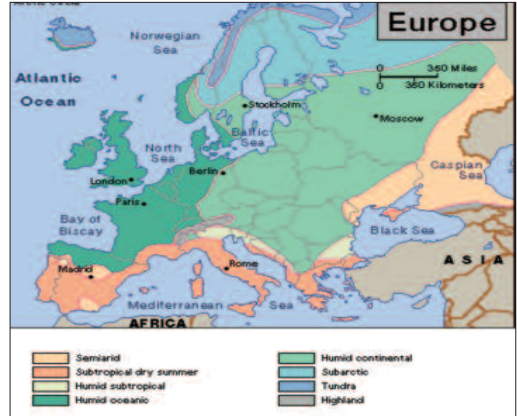 Arctic Circle
Europe
Norwegian
Sea
Atlantic
Ocean
0 350 Miles
0 350 Kilometers
Stockholm
Moscow
North
Sea
Baltic
Sea
Berlin
London
Paris
Caspian
Sea
Bay of
Biscay
Black Sea
Madrid
Rome
ASIA
Mediterranean Sea
AFRICA
Semiarid
Subtropical dry summer
Humid subtropical
Humid oceanic
Humid continental
Subarctic
Tundra
Highland